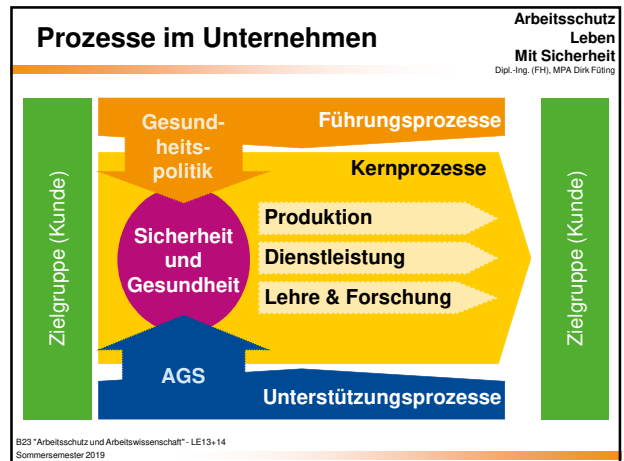 Prozesse im Unternehmen
Arbeitsschutz
Leben
Mit Sicherheit
Dipl.-Ing. (FH), MPA Dirk Füting
Zielgruppe (Kunde)
Gesund-
heits-
politik
Führungsprozesse
Kernprozesse
Sicherheit
und
Gesundheit
Produktion
Dienstleistung
Lehre & Forschung
AGS
Unterstützungsprozesse
Zielgruppe (Kunde)
B23 "Arbeitsschutz und Arbeitswissenschaft" - LE13+14
Sommersemester 2019